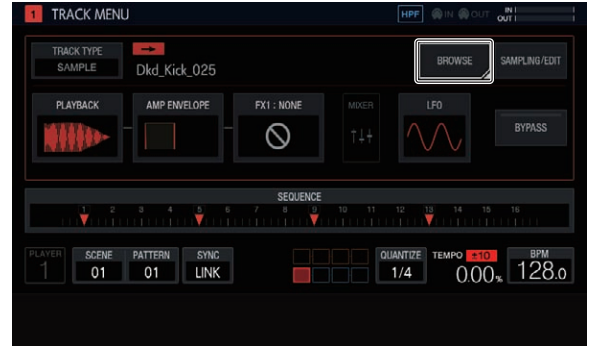 1 TRACK MENU HPF IN OUT IN OUT
TRACK TYPE
SAMPLE
Dkd_Kick_025
BROWSE
SAMPLING/EDIT
PLAYBACK AMP ENVELOPE FX1 : NONE MIXER LFO
BYPASS
SEQUENCE
1 2 3 4 5 6 7 8 9 10 11 12 13 14 15 16
PLAYER
1
SCENE
01
PATTERN
01
SYNC
LINK
QUANTIZE
1/4
TEMPO ±10
0.00%
BPM
128.0